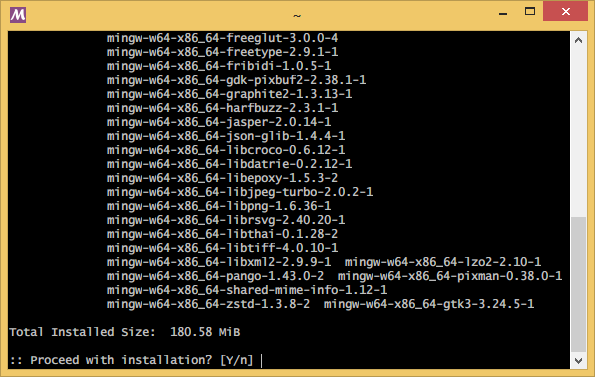 ~
mingw-w64-x86_64-freeglut-3.0.0-4
mingw-w64-x86_64-freetype-2.9.1-1
mingw-w64-x86_64-fribidi-1.0.5-1
mingw-w64-x86_64-gdk-pixbuf2-2.38.1-1
mingw-w64-x86_64-graphite2-1.3.13-1
mingw-w64-x86_64-harfbuzz-2.3.1-1
mingw-w64-x86_64-jasper-2.0.14-1
mingw-w64-x86_64-json-glib-1.4.4-1
mingw-w64-x86_64-libcroco-0.6.12-1
mingw-w64-x86_64-libdatrie-0.2.12-1
mingw-w64-x86_64-libepoxy-1.5.3-2
mingw-w64-x86_64-libjpeg-turbo-2.0.2-1
mingw-w64-x86_64-libpng-1.6.36-1
mingw-w64-x86_64-librsvg-2.40.20-1
mingw-w64-x86_64-libthai-0.1.28-2
mingw-w64-x86_64-libtiff-4.0.10-1
mingw-w64-x86_64-libxml2-2.9.9-1  mingw-w64-x86_64-lzo2-2.10-1
mingw-w64-x86_64-pango-1.43.0-2  mingw-w64-x86_64-pixman-0.38.0-1
mingw-w64-x86_64-shared-mime-info-1.12-1
mingw-w64-x86_64-zstd-1.3.8-2  mingw-w64-x86_64-gtk3-3.24.5-1
Total Installed Size:  180.58 MiB
:: Proceed with installation? [Y/n]